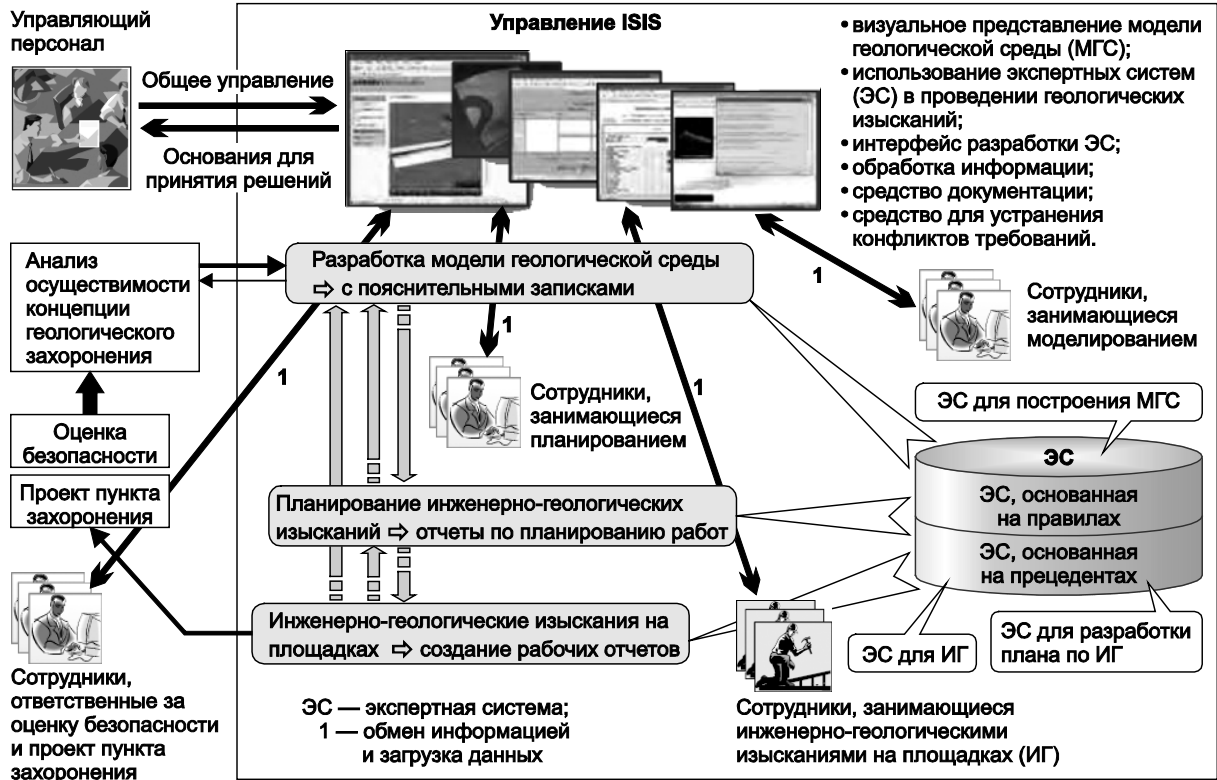 Управляющий
персонал
Общее управление
Основания для
принятия решений
Управление ISIS
• визуальное представление модели
геологической среды (МГС);
• использование экспертных систем
(ЭС) в проведении геологических
изысканий;
• интерфейс разработки ЭС;
• обработка информации;
• средство документации;
• средство для устранения
конфликтов требований.
Анализ
осуществимости
концепции
геологического
захоронения
Разработка модели геологической среды
⇨ с пояснительными записками
1
1
1
1
Сотрудники,
занимающиеся
моделированием
Сотрудники,
занимающиеся
планированием
Оценка
безопасности
Проект пункта
захоронения
ЭС для построения МГС
ЭС
ЭС, основанная
на правилах
ЭС, основанная
на прецедентах
Планирование инженерно-геологических
изысканий ⇨ отчеты по планированию работ
Инженерно-геологические изыскания на
площадках ⇨ создание рабочих отчетов
ЭС для ИГ
ЭС для разработки
плана по ИГ
Сотрудники,
ответственные за
оценку безопасности
и проект пункта
захоронения
ЭС — экспертная система;
1 — обмен информацией
и загрузка данных
Сотрудники, занимающиеся
инженерно-геологическими
изысканиями на площадках (ИГ)